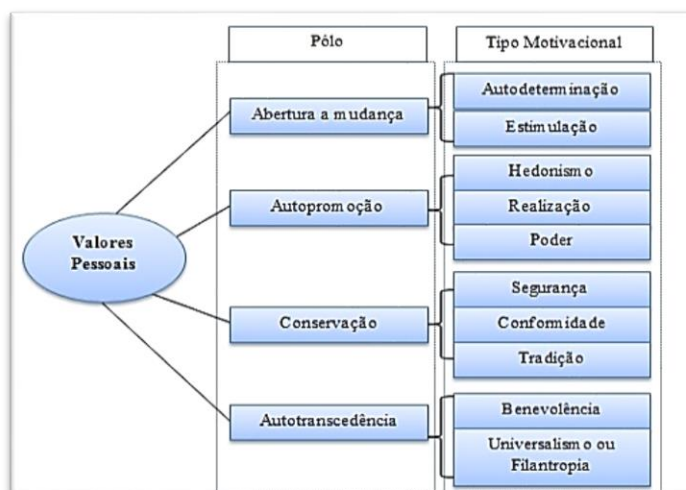 Pólo
Tipo Motivacional
Abertura a mudança
Autodeterminação
Estimulação
Autopromoção
Hedonismo
Realização
Poder
Valores
Pessoais
Conservação
Segurança
Conformidade
Tradição
Autotranscedência
Benevolência
Universalismo ou
Filantropia